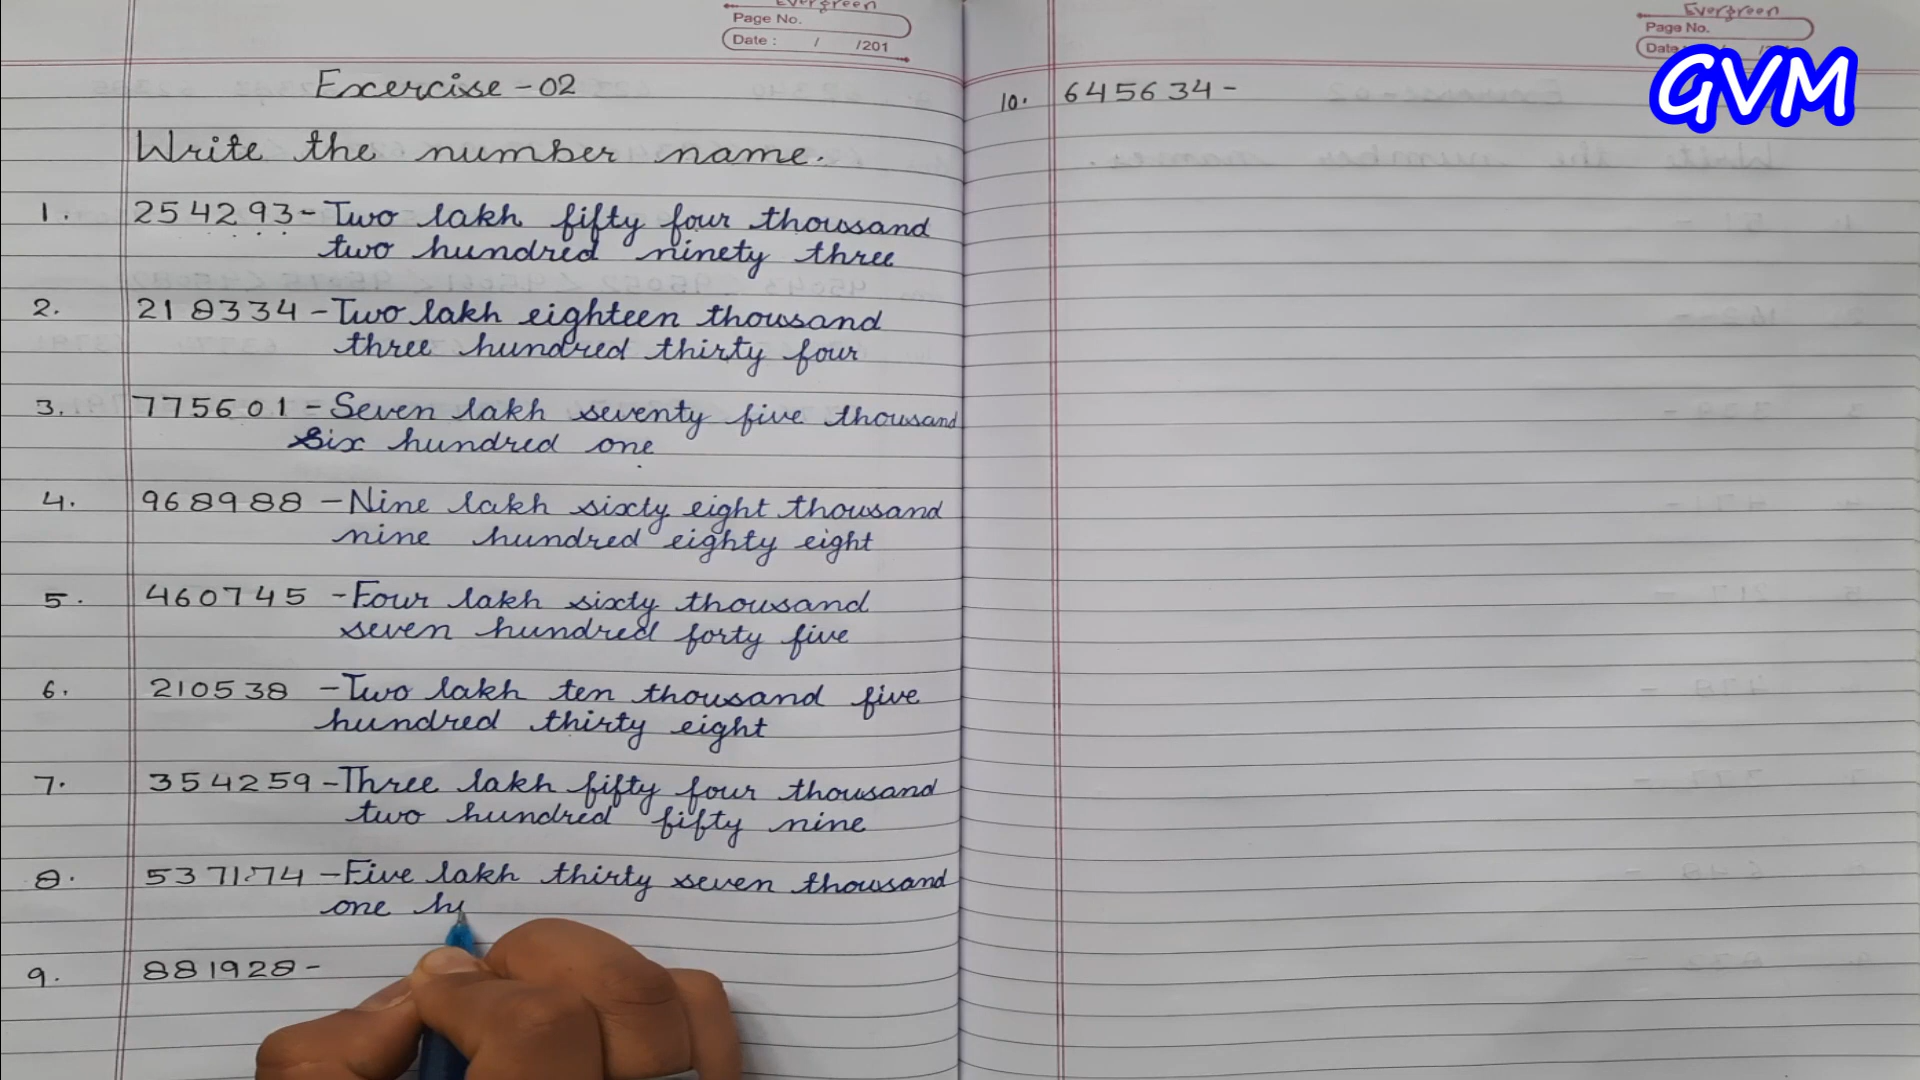 Evergreen
Page No.
Date : / /201
Excercise -02
Write the number name.
1. 254293 - Two lakh fifty four thousand
two hundred ninety three
2. 218334 - Two lakh eighteen thousand
three hundred thirty four
3. 775601 - Seven lakh seventy five thousand
Six hundred one
4. 968988 - Nine lakh sixty eight thousand
nine hundred eighty eight
5. 460745 - Four lakh sixty thousand
seven hundred forty five
6. 210538 - Two lakh ten thousand five
hundred thirty eight
7. 354259 - Three lakh fifty four thousand
two hundred fifty nine
8. 537174 - Five lakh thirty seven thousand
one hu
9. 881928 -
Evergreen
Page No.
Date
GVM
10. 645634 -